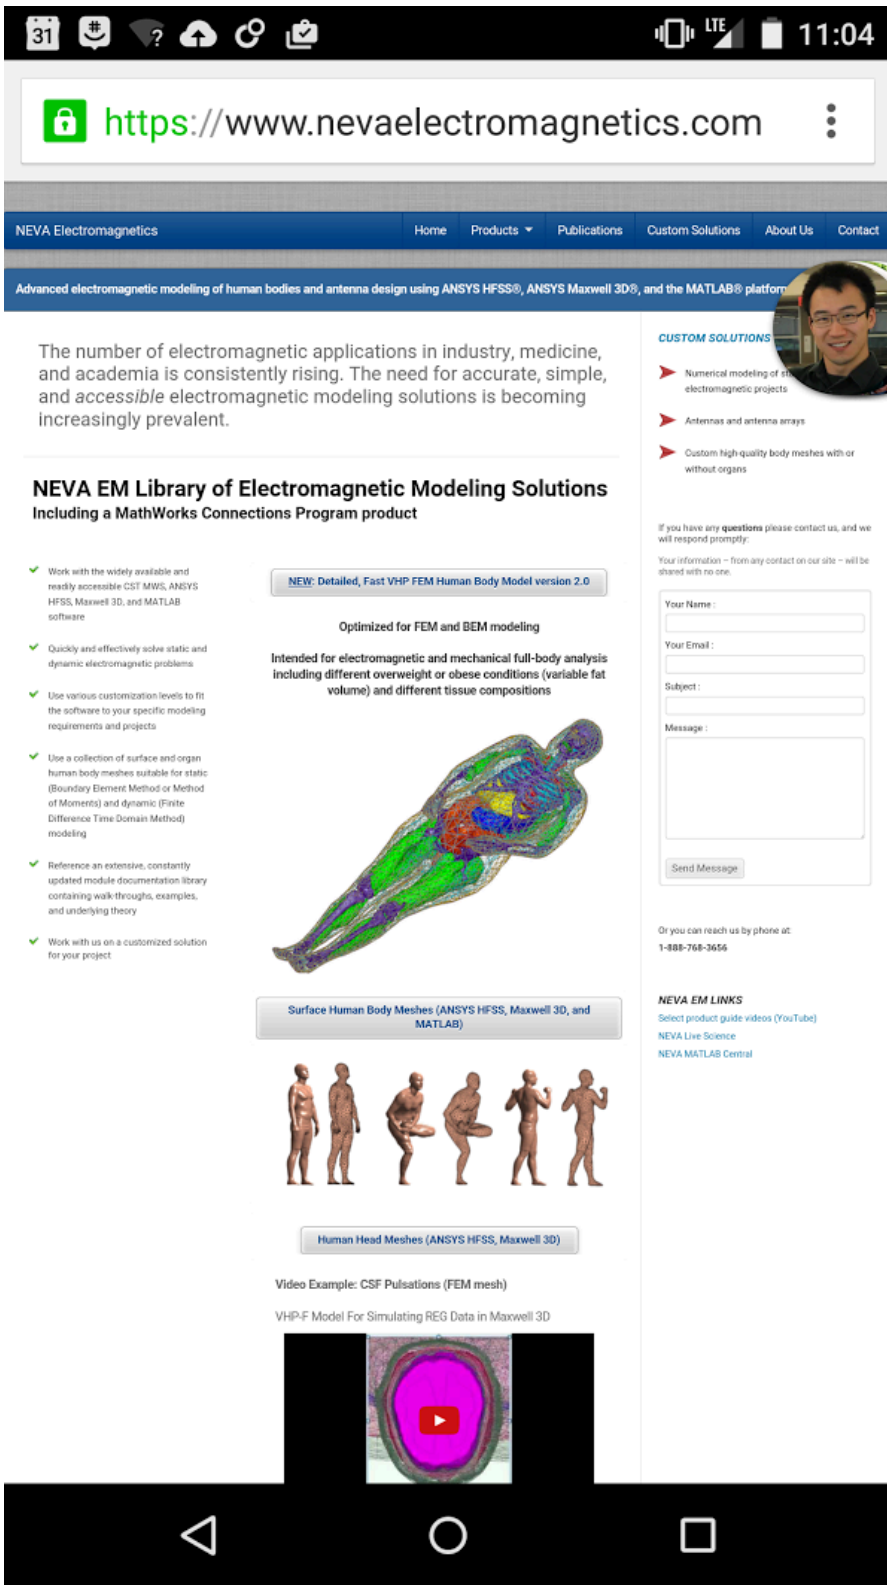 31
#
?
LTE
11:04
https://www.nevaelectromagnetics.com
NEVA Electromagnetics
Home
Products
Publications
Custom Solutions
About Us
Contact
Advanced electromagnetic modeling of human bodies and antenna design using ANSYS HFSS®, ANSYS Maxwell 3D®, and the MATLAB® platform
The number of electromagnetic applications in industry, medicine,
and academia is consistently rising. The need for accurate, simple,
and accessible electromagnetic modeling solutions is becoming
increasingly prevalent.
NEVA EM Library of Electromagnetic Modeling Solutions
Including a MathWorks Connections Program product
Work with the widely available and
readily accessible CST MWS, ANSYS
HFSS, Maxwell 3D, and MATLAB
software
Quickly and effectively solve static and
dynamic electromagnetic problems
Use various customization levels to fit
the software to your specific modeling
requirements and projects
Use a collection of surface and organ
human body meshes suitable for static
(Boundary Element Method or Method
of Moments) and dynamic (Finite
Difference Time Domain Method)
modeling
Reference an extensive, constantly
updated module documentation library
containing walk-throughs, examples,
and underlying theory
Work with us on a customized solution
for your project
NEW: Detailed, Fast VHP FEM Human Body Model version 2.0
Optimized for FEM and BEM modeling
Intended for electromagnetic and mechanical full-body analysis
including different overweight or obese conditions (variable fat
volume) and different tissue compositions
Surface Human Body Meshes (ANSYS HFSS, Maxwell 3D, and
MATLAB)
Human Head Meshes (ANSYS HFSS, Maxwell 3D)
Video Example: CSF Pulsations (FEM mesh)
VHP-F Model For Simulating REG Data in Maxwell 3D
CUSTOM SOLUTIONS
Numerical modeling of
electromagnetic projects
Antennas and antenna arrays
Custom high-quality body meshes with or
without organs
If you have any questions please contact us, and we
will respond promptly:
Your information – from any contact on our site – will be
shared with no one.
Your Name :
Your Email :
Subject :
Message :
Send Message
Or you can reach us by phone at:
1-888-768-3656
NEVA EM LINKS
Select product guide videos (YouTube)
NEVA Live Science
NEVA MATLAB Central